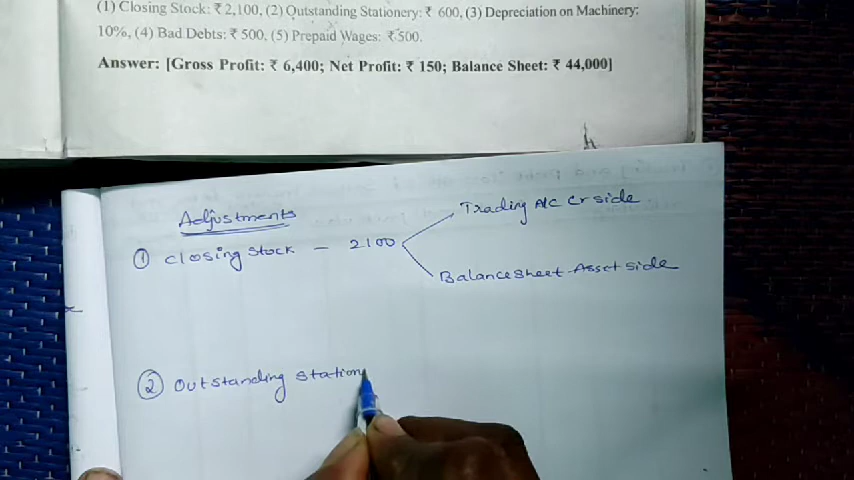 (1) Closing Stock: ₹ 2,100, (2) Outstanding Stationery: ₹ 600, (3) Depreciation on Machinery:
10%, (4) Bad Debts: ₹ 500, (5) Prepaid Wages: ₹ 500.
Answer: [Gross Profit: ₹ 6,400; Net Profit: ₹ 150; Balance Sheet: ₹ 44,000]
Adjustments
① Closing Stock – 2100
Trading A/C Cr side
Balance sheet - Asset side
② Outstanding station